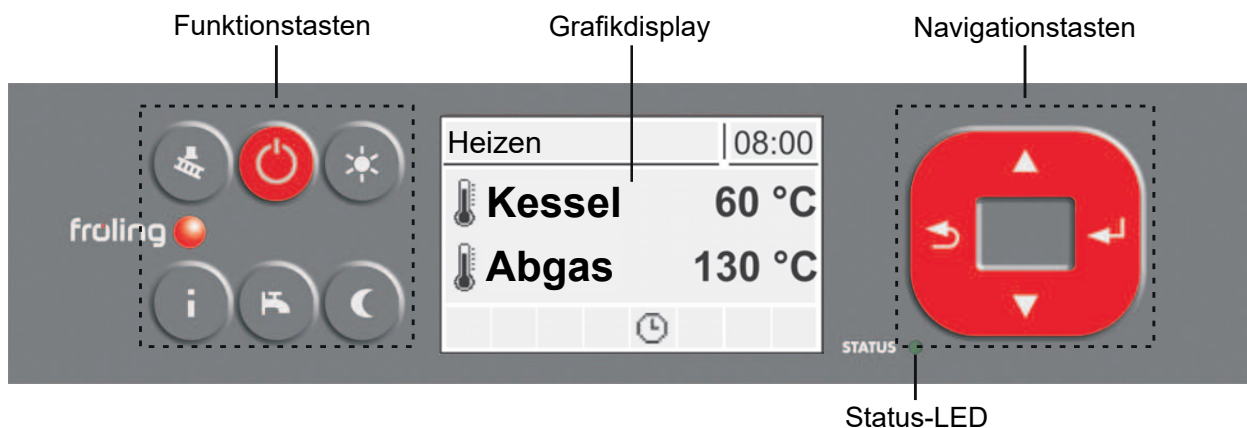 Funktionstasten
Grafikdisplay
Navigationstasten
Heizen
08:00
Kessel
60 °C
Abgas
130 °C
fröling
i
STATUS
Status-LED